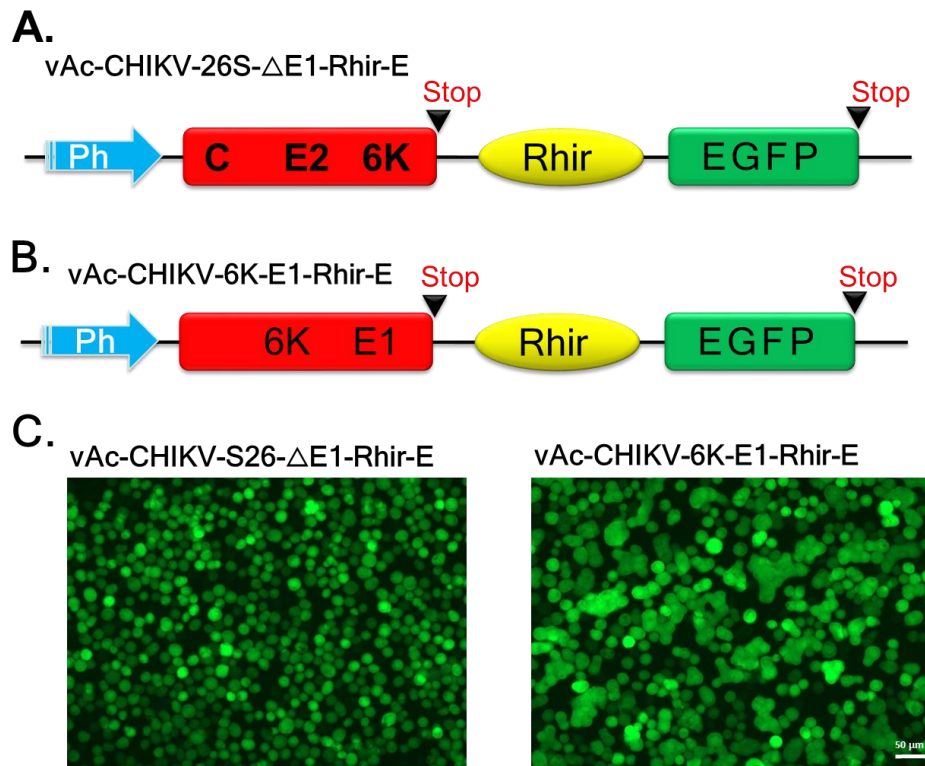 A.
vAc-CHIKV-26S-△E1-Rhir-E
Stop Stop
Ph C E2 6K Rhir EGFP
B.
vAc-CHIKV-6K-E1-Rhir-E
Stop Stop
Ph 6K E1 Rhir EGFP
C.
vAc-CHIKV-S26-△E1-Rhir-E vAc-CHIKV-6K-E1-Rhir-E
50 μm